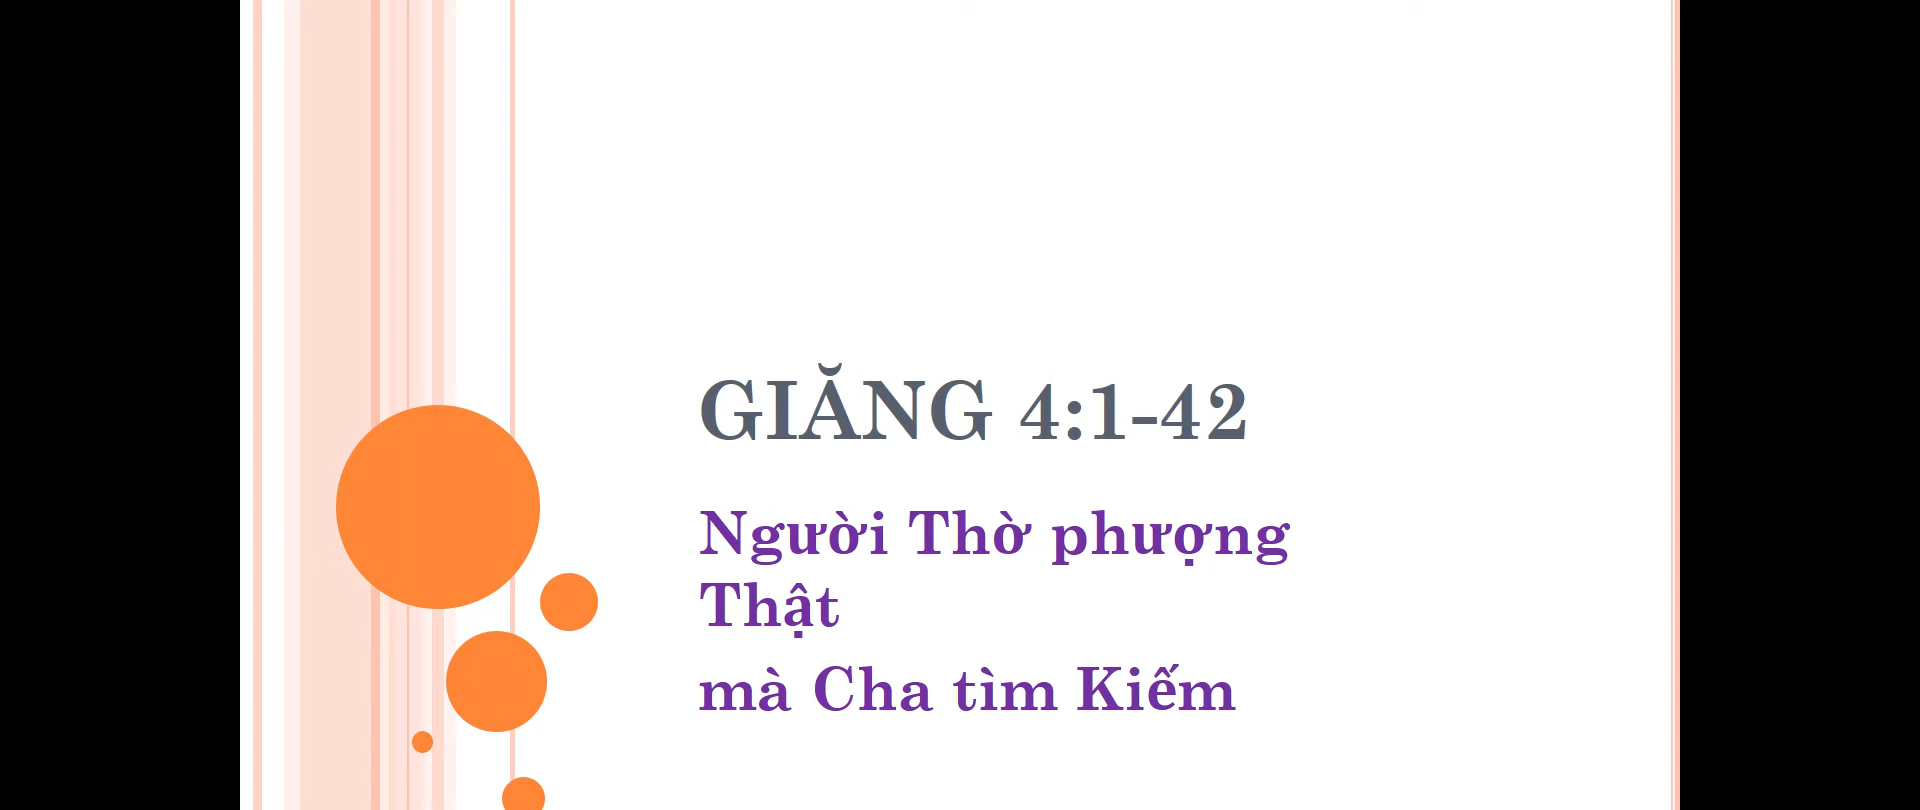 GIĂNG 4:1-42
Người Thờ phượng
Thật
mà Cha tìm Kiếm